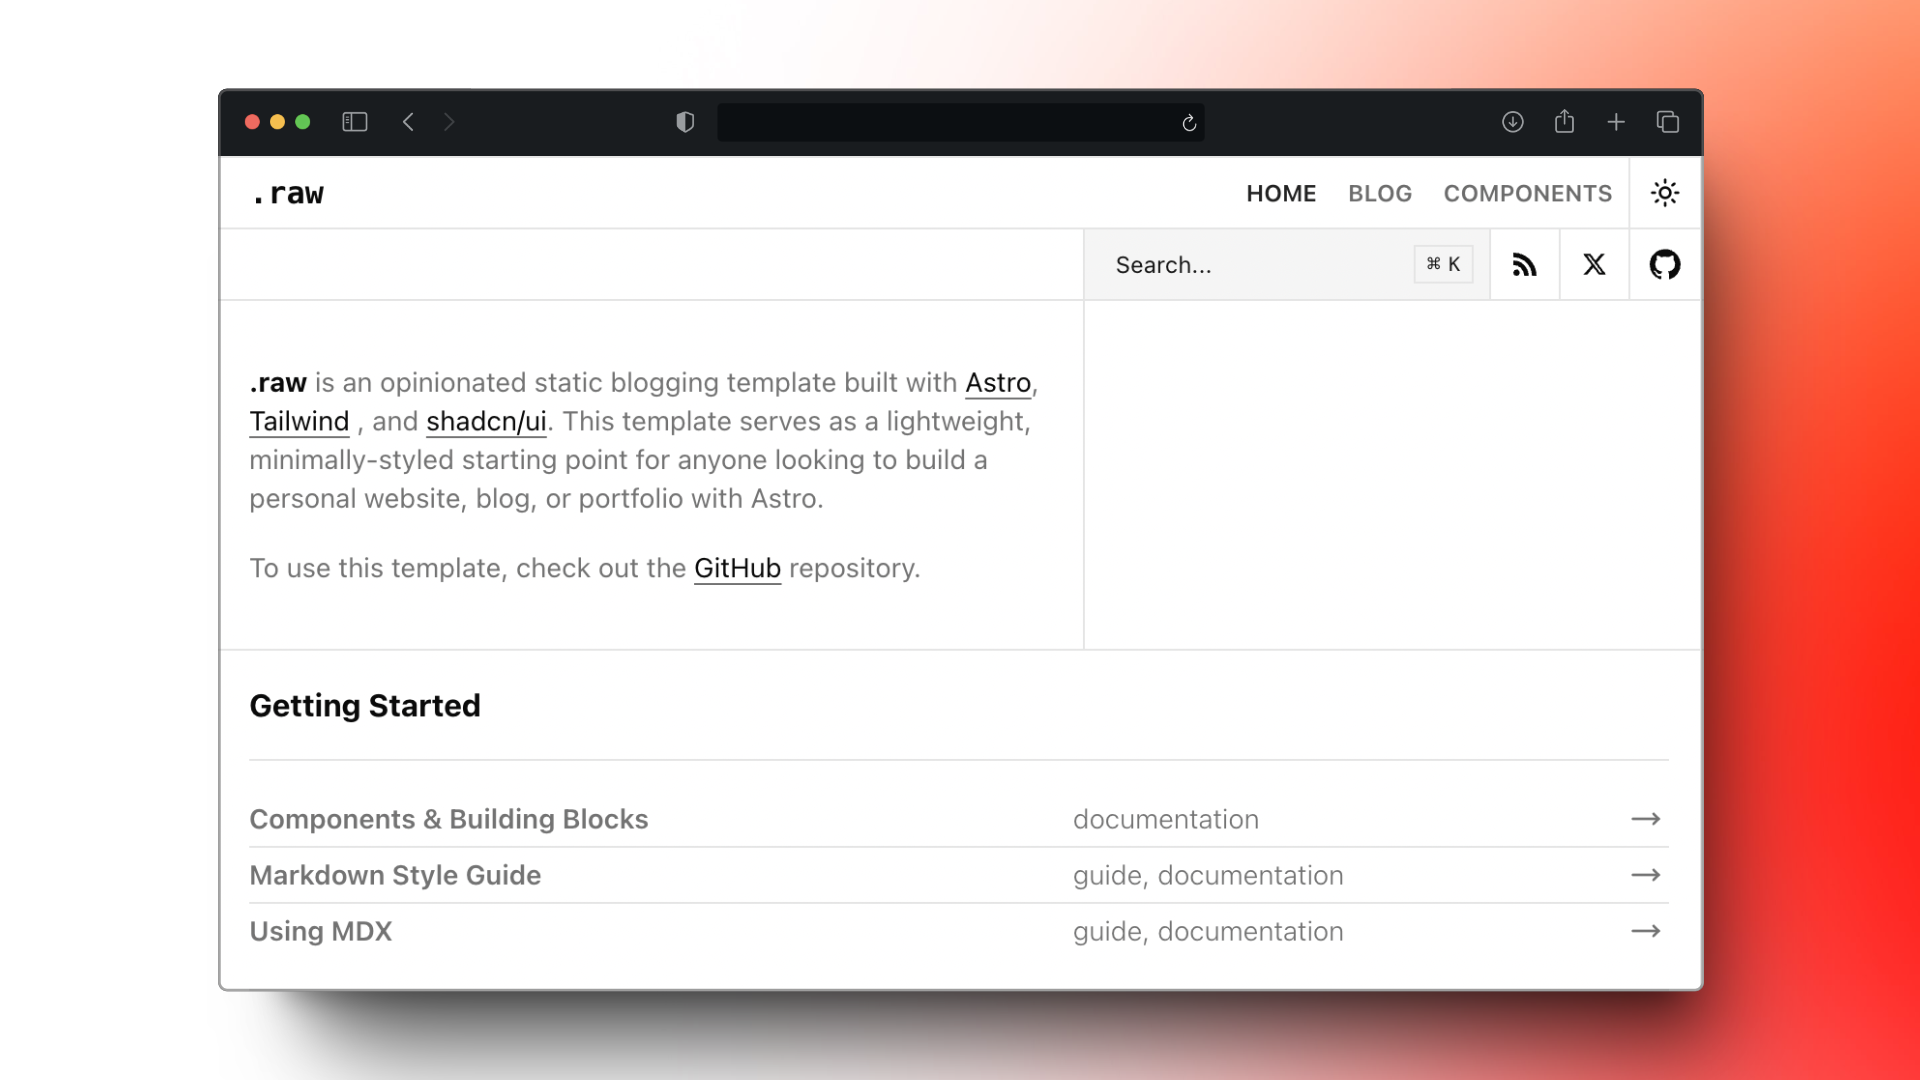 .raw
HOME BLOG COMPONENTS
Search... ⌘ K
.raw is an opinionated static blogging template built with Astro,
Tailwind , and shadcn/ui. This template serves as a lightweight,
minimally-styled starting point for anyone looking to build a
personal website, blog, or portfolio with Astro.
To use this template, check out the GitHub repository.
Getting Started
Components & Building Blocks documentation →
Markdown Style Guide guide, documentation →
Using MDX guide, documentation →